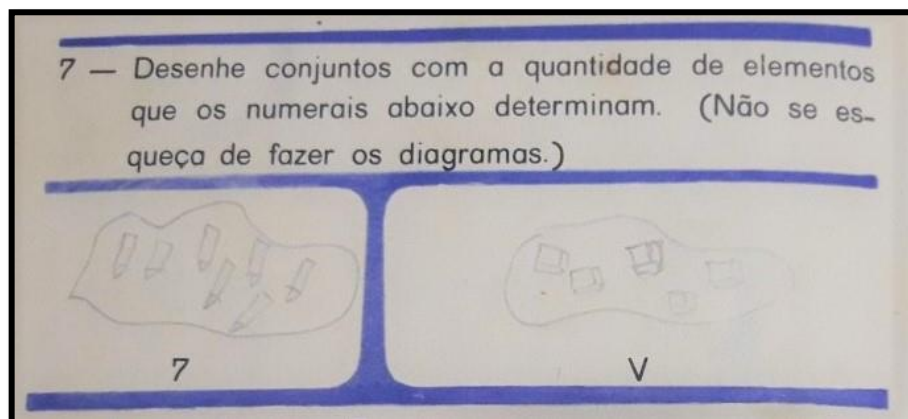 7 — Desenhe conjuntos com a quantidade de elementos
que os numerais abaixo determinam. (Não se es-
queça de fazer os diagramas.)
7 V